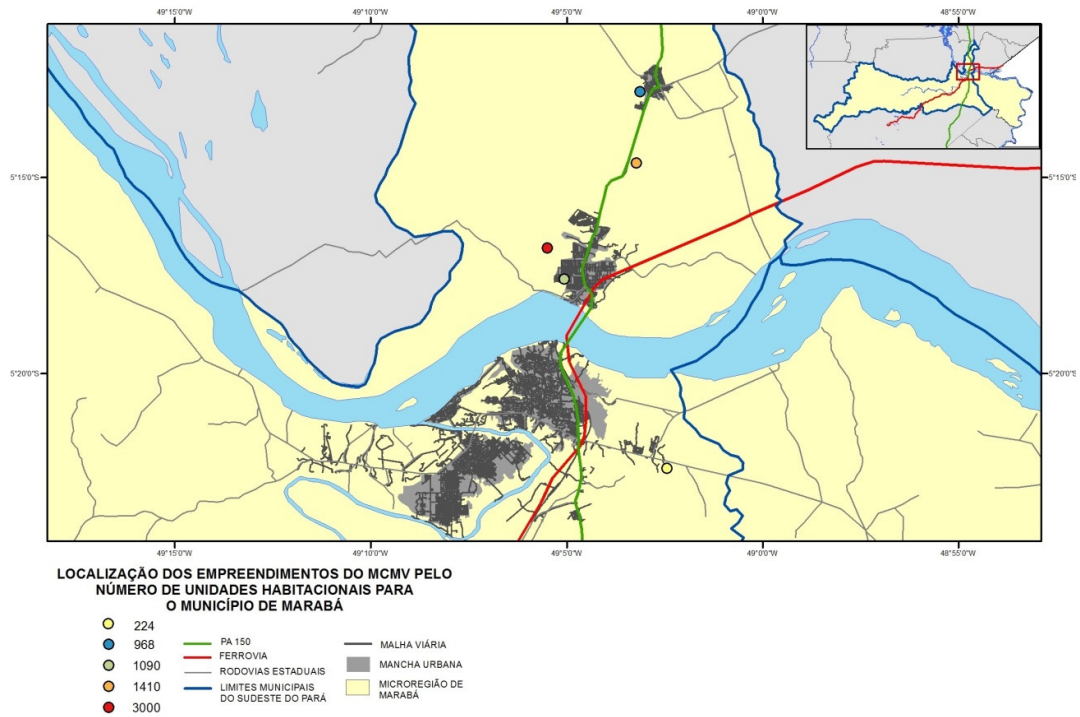 49°15'0"W 49°10'0"W 49°5'0"W 49°0'0"W 48°55'0"W
5°15'0"S 5°15'0"S
5°20'0"S 5°20'0"S
49°15'0"W 49°10'0"W 49°5'0"W 49°0'0"W 48°55'0"W
LOCALIZAÇÃO DOS EMPREENDIMENTOS DO MCMV PELO
NÚMERO DE UNIDADES HABITACIONAIS PARA
O MUNICÍPIO DE MARABÁ
224
968
1090
1410
3000
PA 150
FERROVIA
RODOVIAS ESTADUAIS
LIMITES MUNICIPAIS
DO SUDESTE DO PARÁ
MALHA VIÁRIA
MANCHA URBANA
MICROREGIÃO DE
MARABÁ